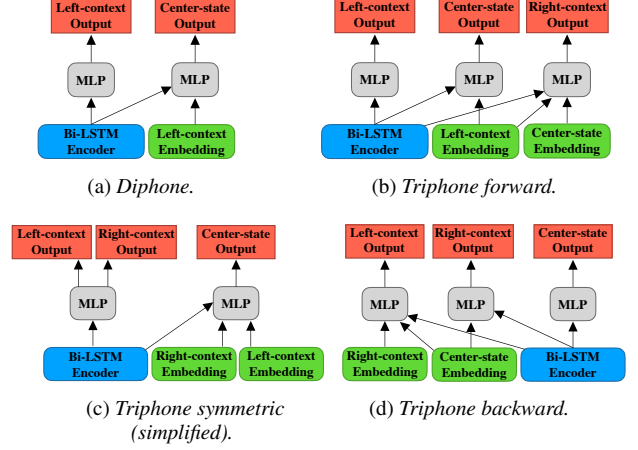 Left-context Output
Center-state Output
MLP
MLP
Bi-LSTM Encoder
Left-context Embedding
(a) Diphone.
Left-context Output
Center-state Output
Right-context Output
MLP
MLP
MLP
Bi-LSTM Encoder
Left-context Embedding
Center-state Embedding
(b) Triphone forward.
Left-context Output
Right-context Output
Center-state Output
MLP
MLP
Bi-LSTM Encoder
Right-context Embedding
Left-context Embedding
(c) Triphone symmetric
(simplified).
Left-context Output
Right-context Output
Center-state Output
MLP
MLP
MLP
Right-context Embedding
Center-state Embedding
Bi-LSTM Encoder
(d) Triphone backward.